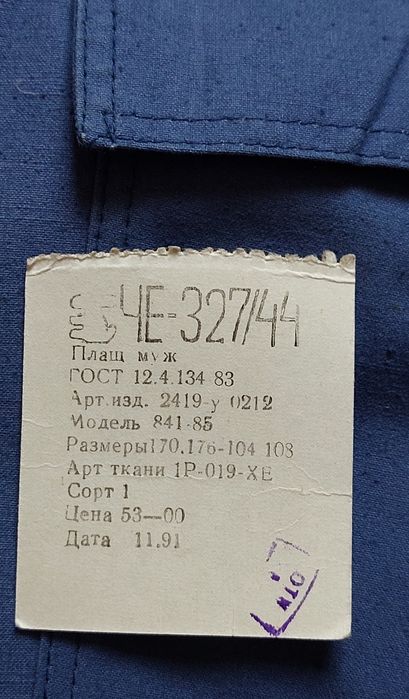 ЧЕ-327/44
Плащ муж
ГОСТ 12.4.134 83
Арт.изд. 2419-у 0212
Модель 841-85
Размеры170.176-104 108
Арт ткани 1Р-019-ХЕ
Сорт 1
Цена 53—00
Дата 11.91
ОТК